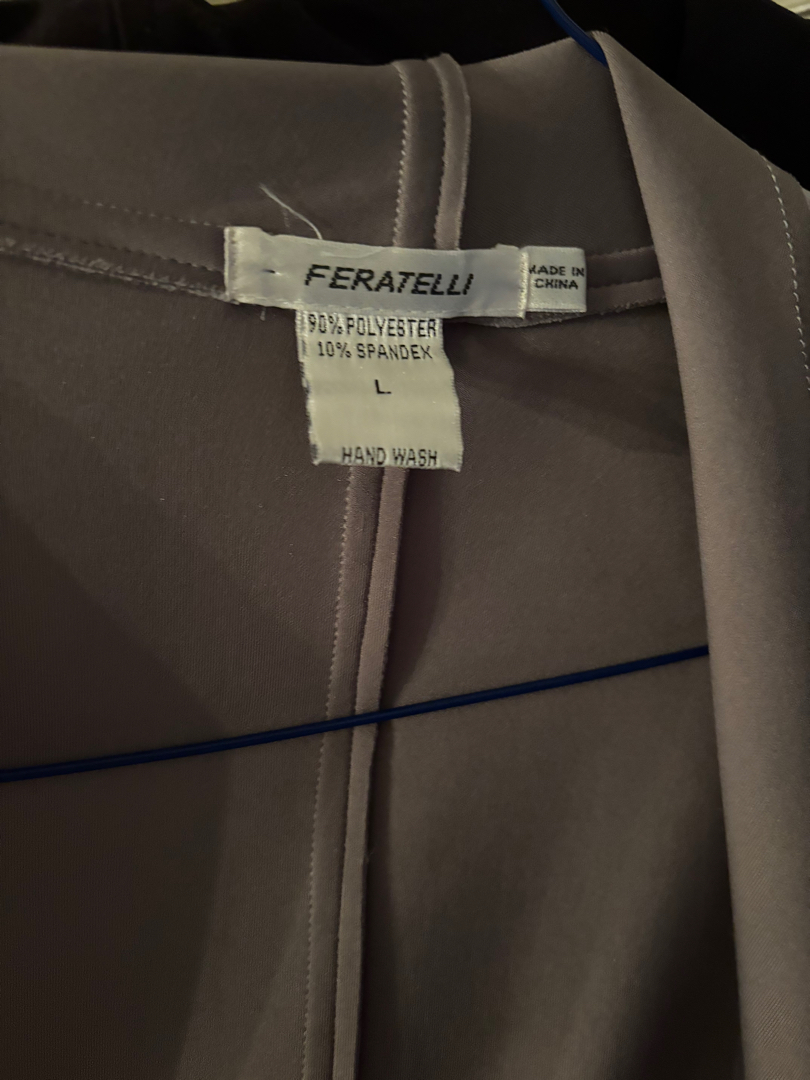 FERATELLI
MADE IN
CHINA
90% POLYESTER
10% SPANDEX
L.
HAND WASH